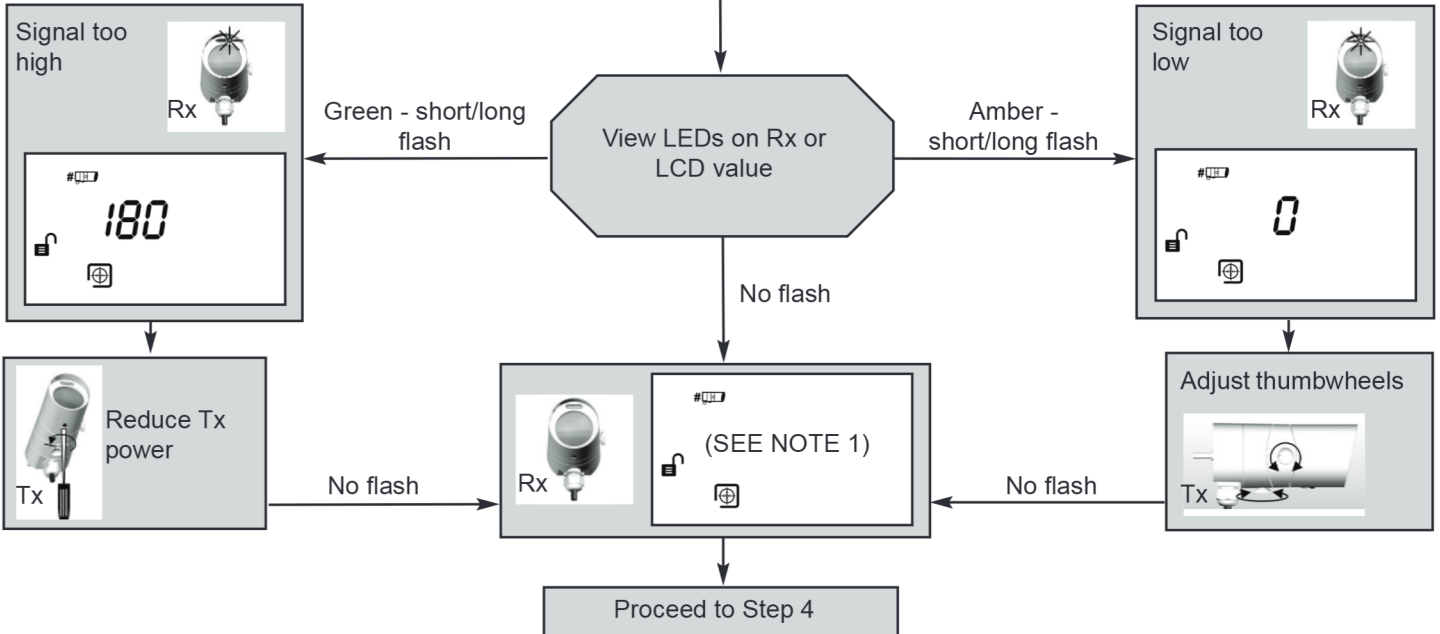 Signal too
high
Rx
#
180
Green - short/long
flash
View LEDs on Rx or
LCD value
Amber -
short/long flash
Signal too
low
Rx
#
0
No flash
Reduce Tx
power
Tx
No flash
#
(SEE NOTE 1)
Rx
No flash
Adjust thumbwheels
Tx
Proceed to Step 4